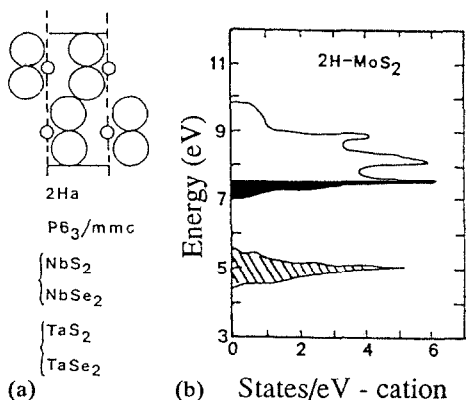 2Ha
P6₃/mmc
NbS₂
NbSe₂
TaS₂
TaSe₂
(a)
2H-MoS₂
Energy (eV)
11
9
7
5
3
0 2 4 6
(b) States/eV - cation